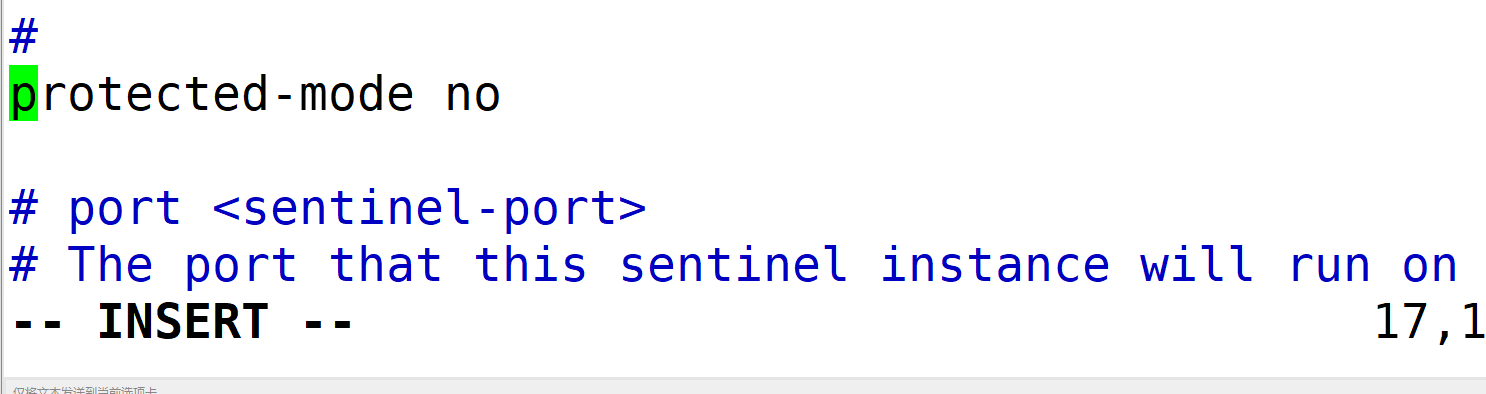 #
protected-mode no
# port <sentinel-port>
# The port that this sentinel instance will run on
-- INSERT -- 17,1
仅将文本发送到当前选项卡